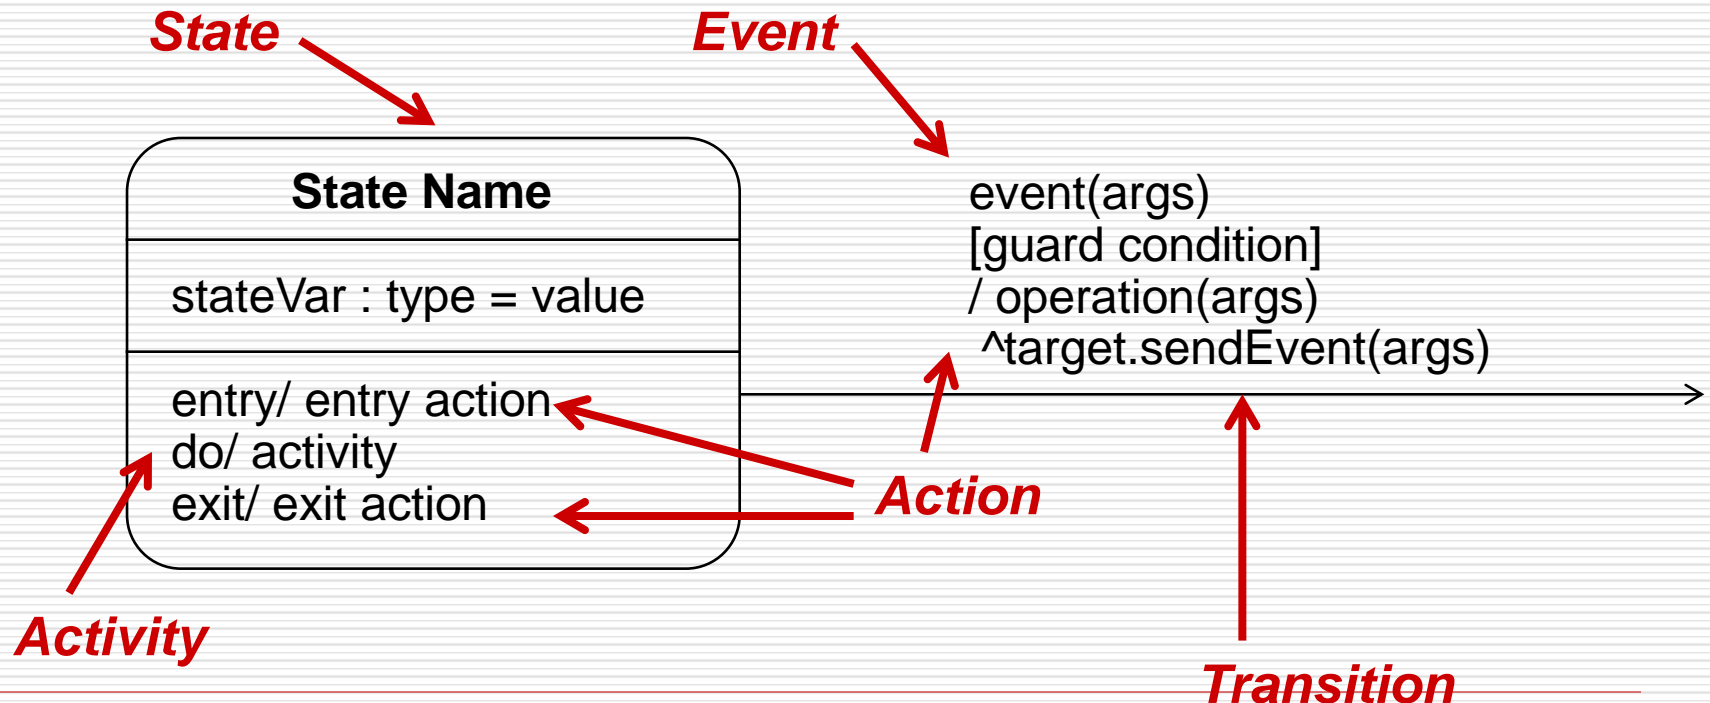 State
Event
State Name
stateVar : type = value
entry/ entry action
do/ activity
exit/ exit action
event(args)
[guard condition]
/ operation(args)
^target.sendEvent(args)
Action
Activity
Transition